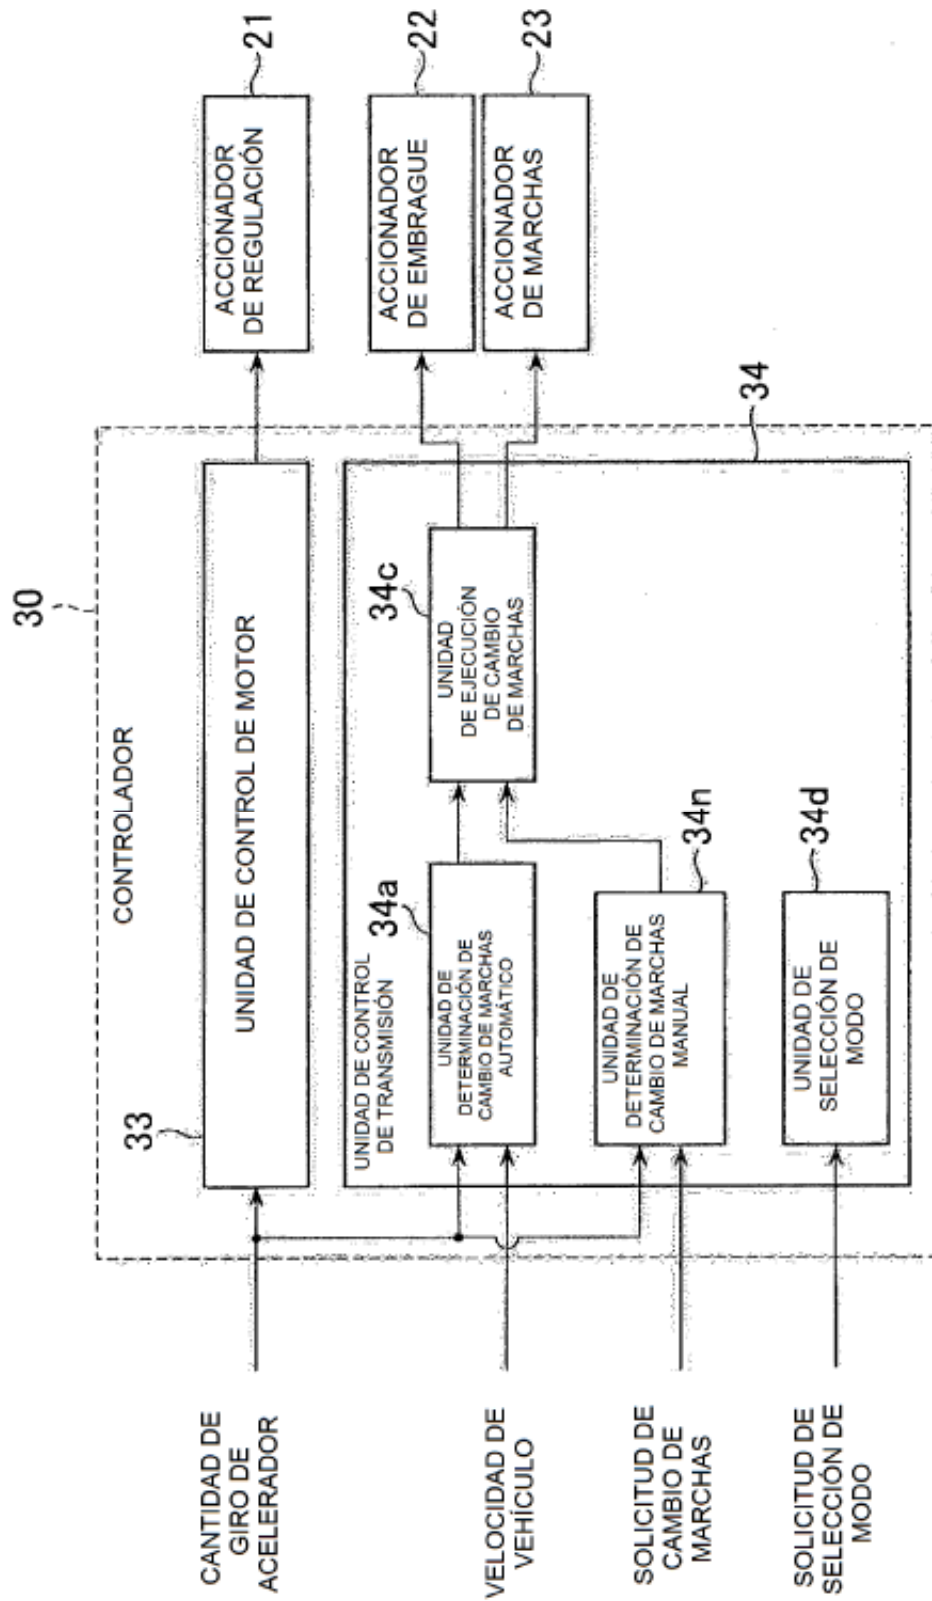 30
CONTROLADOR
CANTIDAD DE
GIRO DE
ACELERADOR
33
UNIDAD DE CONTROL DE MOTOR
ACCIONADOR
DE REGULACIÓN
21
VELOCIDAD DE
VEHÍCULO
UNIDAD DE CONTROL
DE TRANSMISIÓN
34a
UNIDAD DE
DETERMINACIÓN DE
CAMBIO DE MARCHAS
AUTOMÁTICO
34c
UNIDAD
DE EJECUCIÓN
DE CAMBIO
DE MARCHAS
ACCIONADOR
DE EMBRAGUE
22
ACCIONADOR
DE MARCHAS
23
SOLICITUD DE
CAMBIO DE
MARCHAS
UNIDAD DE
DETERMINACIÓN DE
CAMBIO DE MARCHAS
MANUAL
34n
34
SOLICITUD DE
SELECCIÓN DE
MODO
UNIDAD DE
SELECCIÓN DE
MODO
34d